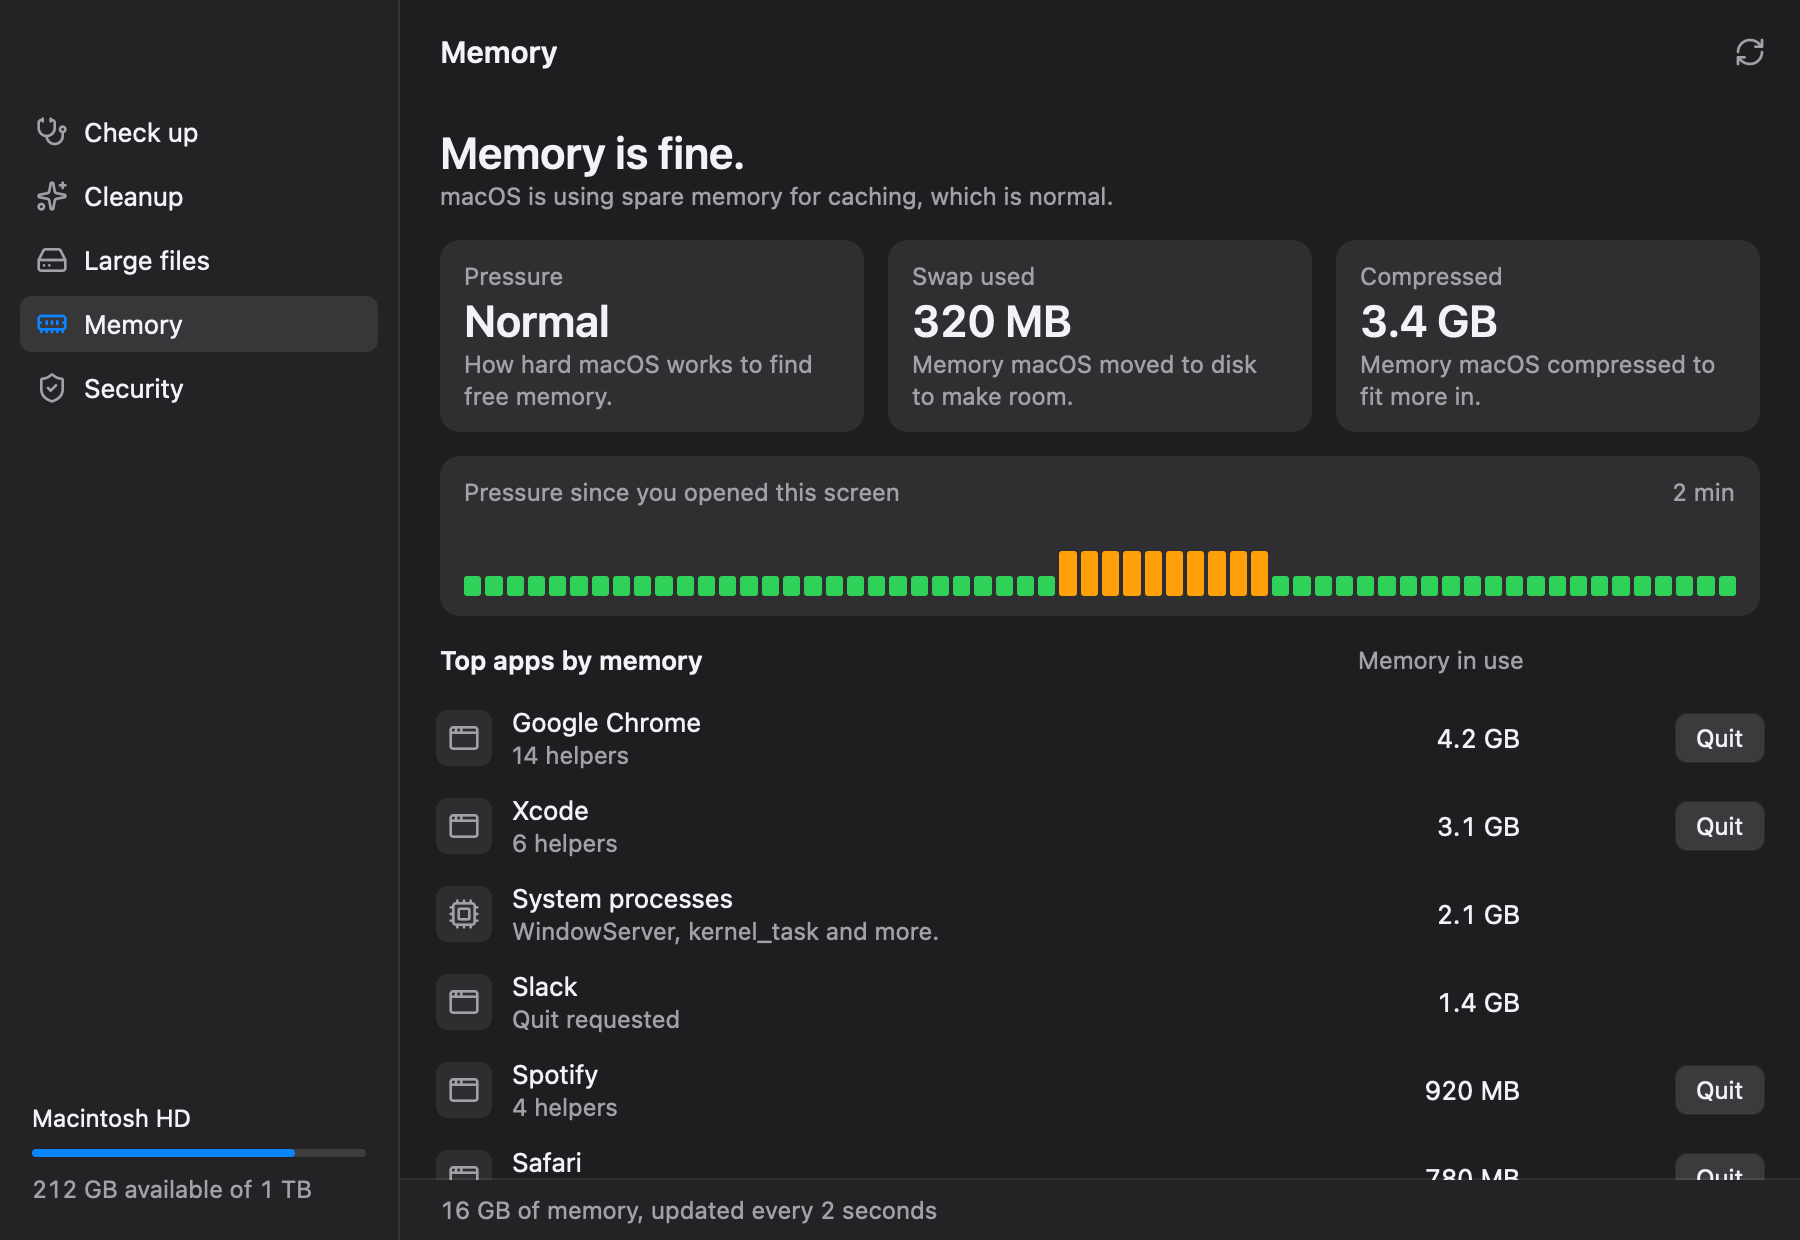 Memory
Check up
Cleanup
Large files
Memory
Security
Macintosh HD
212 GB available of 1 TB
Memory is fine.
macOS is using spare memory for caching, which is normal.
Pressure
Normal
How hard macOS works to find
free memory.
Swap used
320 MB
Memory macOS moved to disk
to make room.
Compressed
3.4 GB
Memory macOS compressed to
fit more in.
Pressure since you opened this screen
2 min
Top apps by memory
Memory in use
Google Chrome
14 helpers
4.2 GB
Quit
Xcode
6 helpers
3.1 GB
Quit
System processes
WindowServer, kernel_task and more.
2.1 GB
Slack
Quit requested
1.4 GB
Spotify
4 helpers
920 MB
Quit
Safari
780 MB
Quit
16 GB of memory, updated every 2 seconds